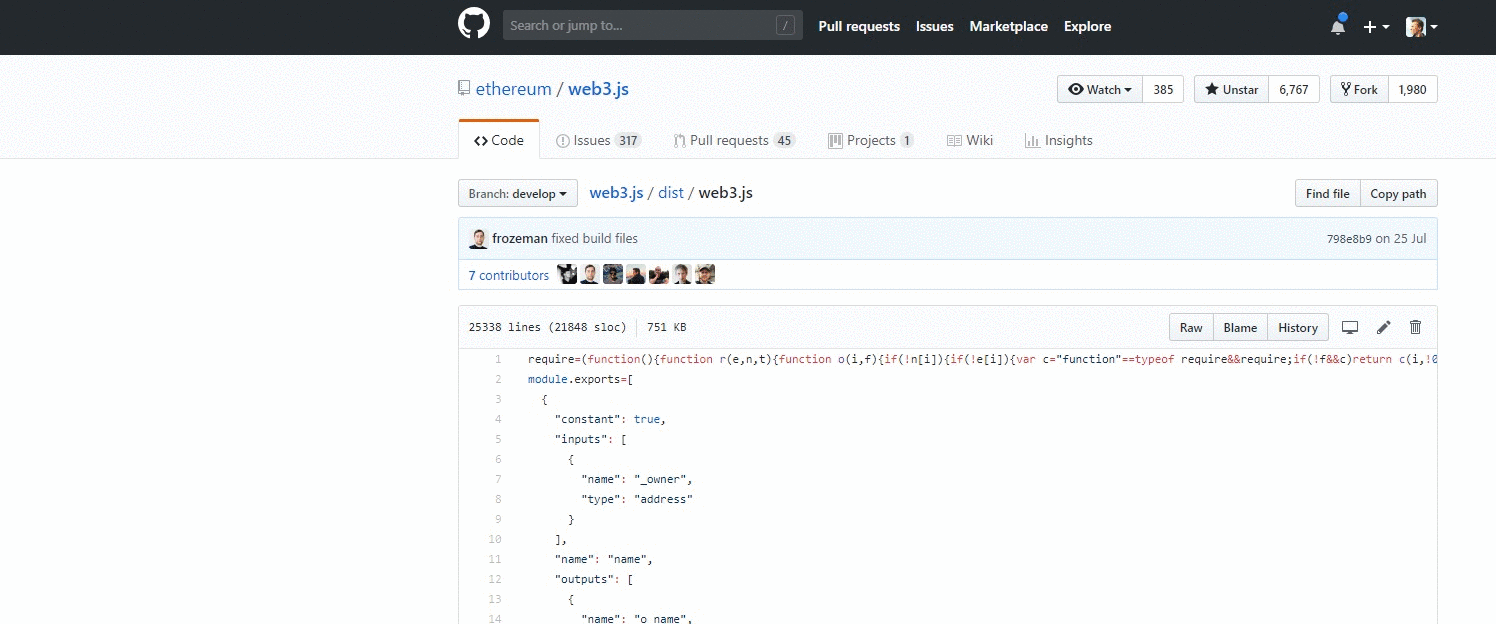 Search or jump to... / Pull requests Issues Marketplace Explore
ethereum / web3.js Watch 385 Unstar 6,767 Fork 1,980
Code Issues 317 Pull requests 45 Projects 1 Wiki Insights
Branch: develop web3.js / dist / web3.js Find file Copy path
frozeman fixed build files 798e8b9 on 25 Jul
7 contributors
25338 lines (21848 sloc) 751 KB Raw Blame History
1 require=(function(){function r(e,n,t){function o(i,f){if(!n[i]){if(!e[i]){var c="function"==typeof require&&require;if(!f&&c)return c(i,!0
2 module.exports=[
3 {
4 "constant": true,
5 "inputs": [
6 {
7 "name": "_owner",
8 "type": "address"
9 }
10 ],
11 "name": "name",
12 "outputs": [
13 {
14 "name": "o_name",